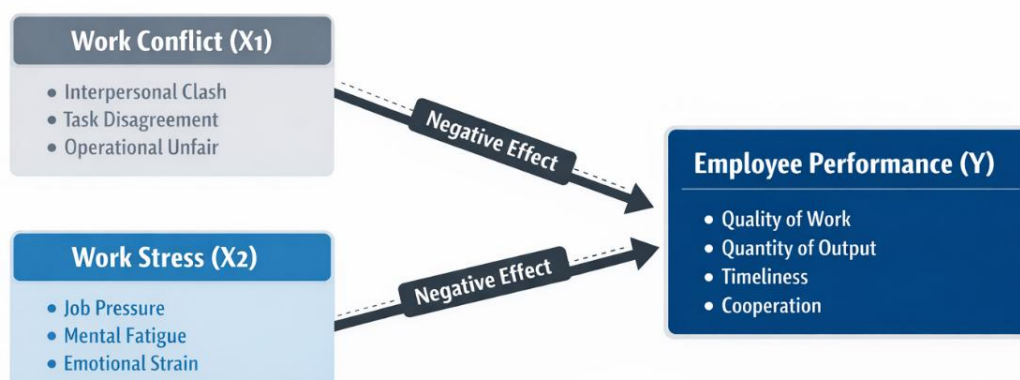 Work Conflict (X1)
• Interpersonal Clash
• Task Disagreement
• Operational Unfair
Negative Effect
Work Stress (X2)
• Job Pressure
• Mental Fatigue
• Emotional Strain
Negative Effect
Employee Performance (Y)
• Quality of Work
• Quantity of Output
• Timeliness
• Cooperation